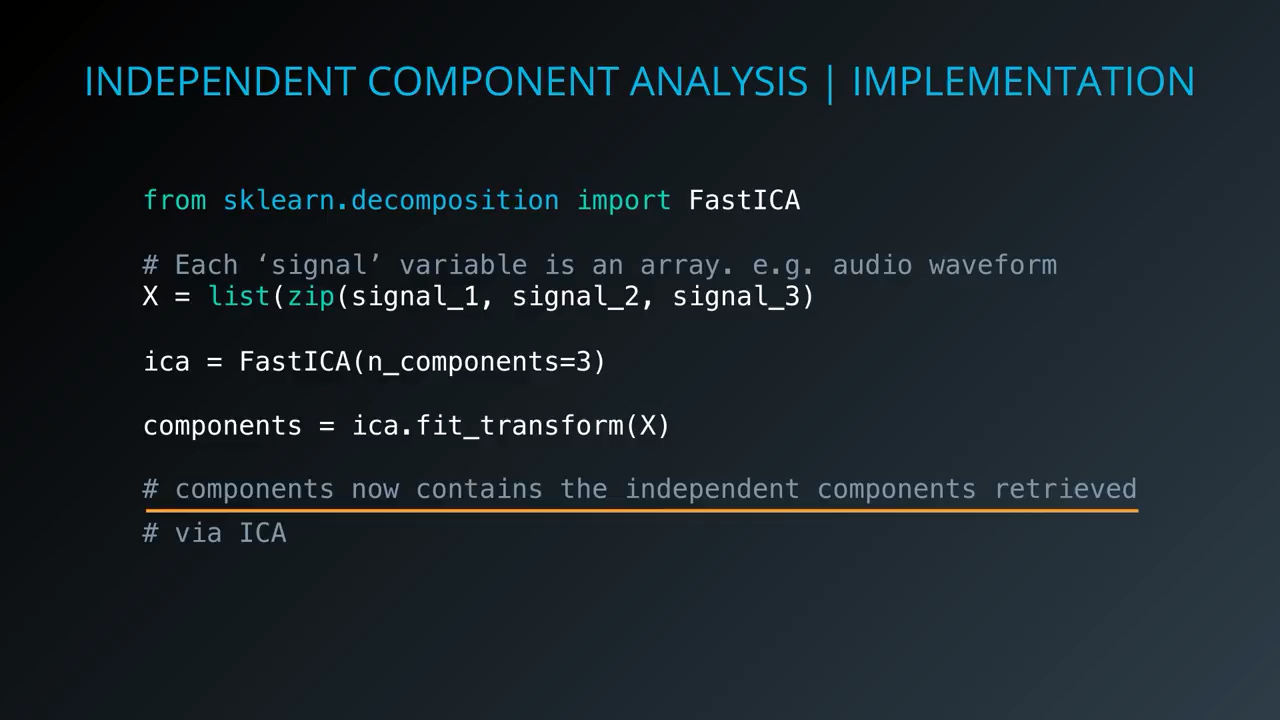 INDEPENDENT COMPONENT ANALYSIS | IMPLEMENTATION
from sklearn.decomposition import FastICA
# Each ‘signal’ variable is an array. e.g. audio waveform
X = list(zip(signal_1, signal_2, signal_3)
ica = FastICA(n_components=3)
components = ica.fit_transform(X)
# components now contains the independent components retrieved
# via ICA